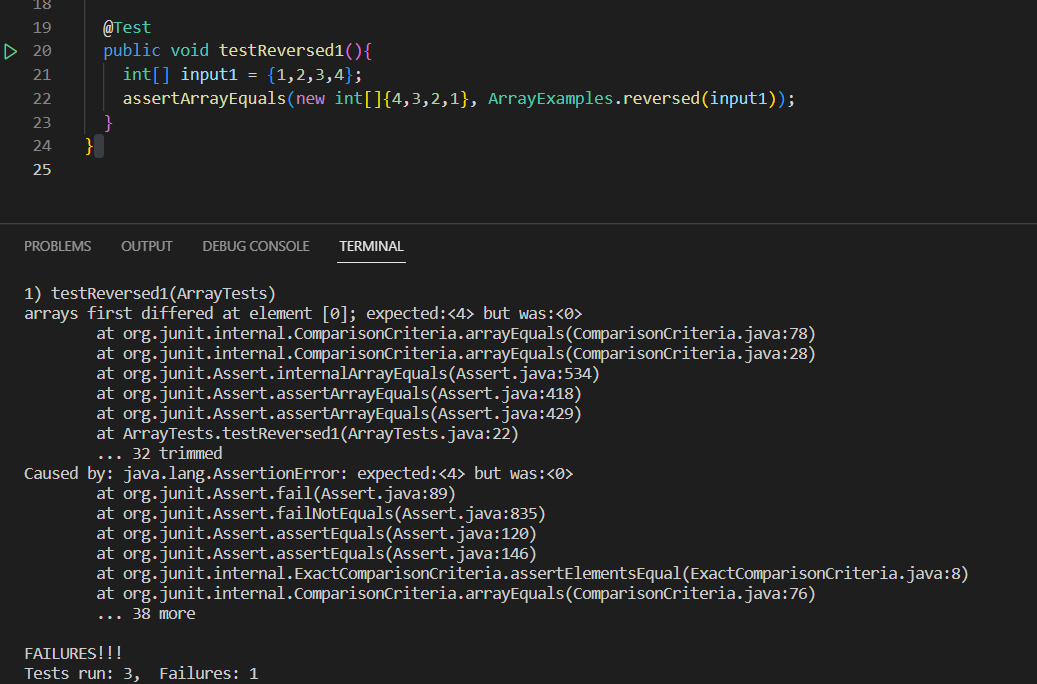 18
19 @Test
20 public void testReversed1(){
21 int[] input1 = {1,2,3,4};
22 assertArrayEquals(new int[]{4,3,2,1}, ArrayExamples.reversed(input1));
23 }
24 }
25
PROBLEMS OUTPUT DEBUG CONSOLE TERMINAL
1) testReversed1(ArrayTests)
arrays first differed at element [0]; expected:<4> but was:<0>
at org.junit.internal.ComparisonCriteria.arrayEquals(ComparisonCriteria.java:78)
at org.junit.internal.ComparisonCriteria.arrayEquals(ComparisonCriteria.java:28)
at org.junit.Assert.internalArrayEquals(Assert.java:534)
at org.junit.Assert.assertArrayEquals(Assert.java:418)
at org.junit.Assert.assertArrayEquals(Assert.java:429)
at ArrayTests.testReversed1(ArrayTests.java:22)
... 32 trimmed
Caused by: java.lang.AssertionError: expected:<4> but was:<0>
at org.junit.Assert.fail(Assert.java:89)
at org.junit.Assert.failNotEquals(Assert.java:835)
at org.junit.Assert.assertEquals(Assert.java:120)
at org.junit.Assert.assertEquals(Assert.java:146)
at org.junit.internal.ExactComparisonCriteria.assertElementsEqual(ExactComparisonCriteria.java:8)
at org.junit.internal.ComparisonCriteria.arrayEquals(ComparisonCriteria.java:76)
... 38 more
FAILURES!!!
Tests run: 3,  Failures: 1